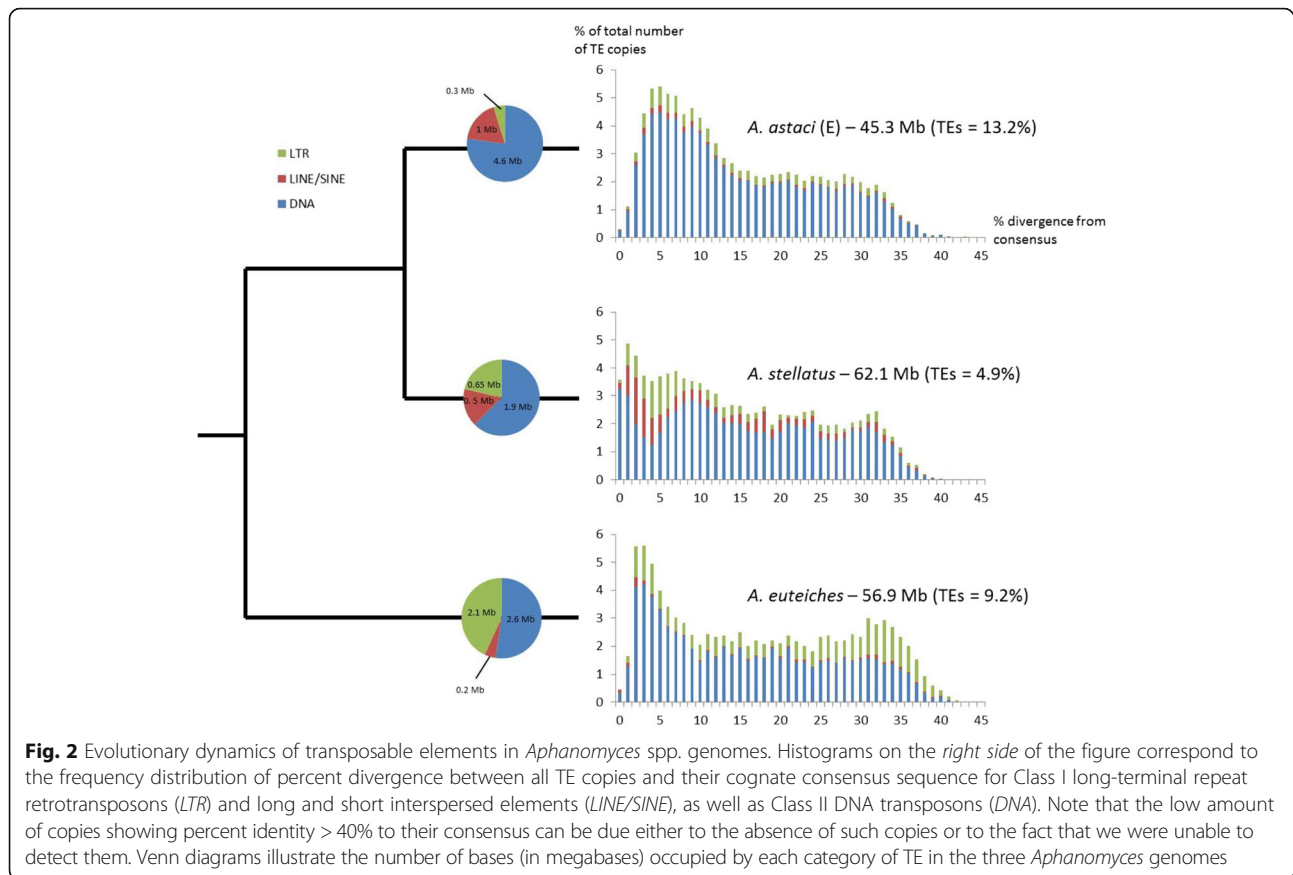 % of total number
of TE copies
LTR
LINE/SINE
DNA
0.3 Mb
1 Mb
4.6 Mb
6
5
4
3
2
1
0
A. astaci (E) – 45.3 Mb (TEs = 13.2%)
% divergence from
consensus
0 5 10 15 20 25 30 35 40 45
0.65 Mb
0. 5 Mb
1.9 Mb
6
5
4
3
2
1
0
A. stellatus – 62.1 Mb (TEs = 4.9%)
0 5 10 15 20 25 30 35 40 45
2.1 Mb
2.6 Mb
0.2 Mb
6
5
4
3
2
1
0
A. euteiches – 56.9 Mb (TEs = 9.2%)
0 5 10 15 20 25 30 35 40 45
Fig. 2 Evolutionary dynamics of transposable elements in Aphanomyces spp. genomes. Histograms on the right side of the figure correspond to
the frequency distribution of percent divergence between all TE copies and their cognate consensus sequence for Class I long-terminal repeat
retrotransposons (LTR) and long and short interspersed elements (LINE/SINE), as well as Class II DNA transposons (DNA). Note that the low amount
of copies showing percent identity > 40% to their consensus can be due either to the absence of such copies or to the fact that we were unable to
detect them. Venn diagrams illustrate the number of bases (in megabases) occupied by each category of TE in the three Aphanomyces genomes